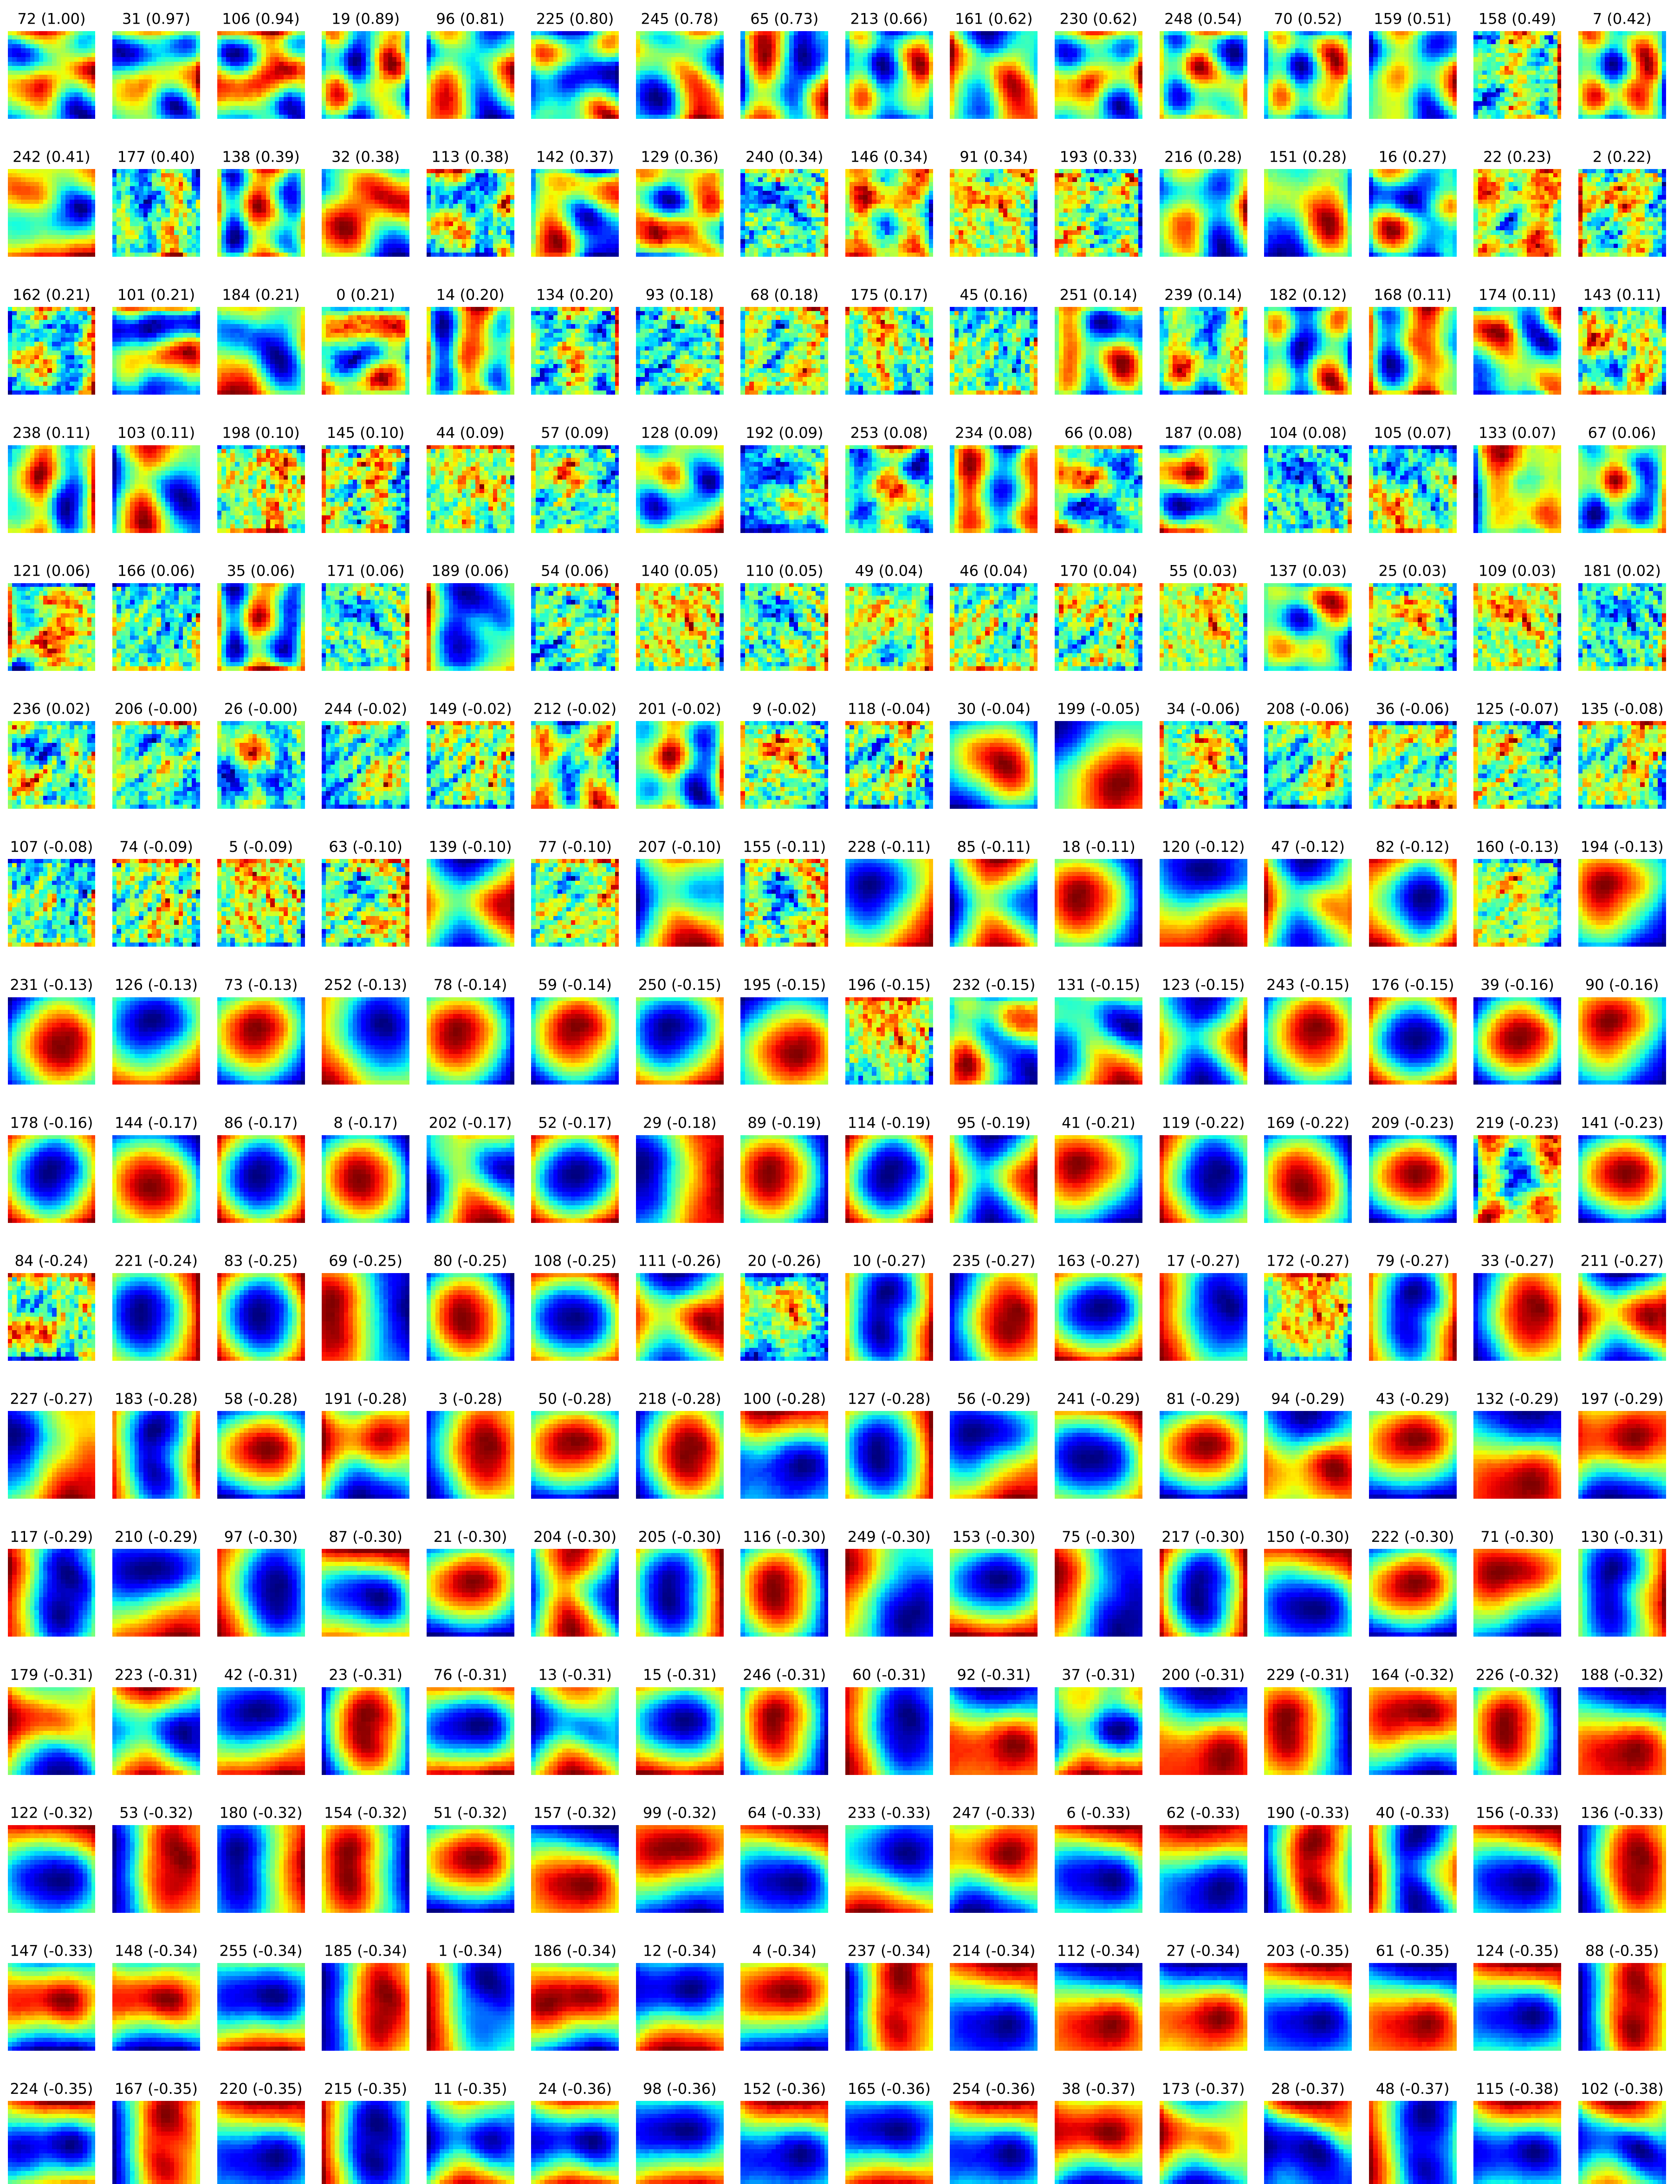 72 (1.00) 31 (0.97) 106 (0.94) 19 (0.89) 96 (0.81) 225 (0.80) 245 (0.78) 65 (0.73) 213 (0.66) 161 (0.62) 230 (0.62) 248 (0.54) 70 (0.52) 159 (0.51) 158 (0.49) 7 (0.42)
242 (0.41) 177 (0.40) 138 (0.39) 32 (0.38) 113 (0.38) 142 (0.37) 129 (0.36) 240 (0.34) 146 (0.34) 91 (0.34) 193 (0.33) 216 (0.28) 151 (0.28) 16 (0.27) 22 (0.23) 2 (0.22)
162 (0.21) 101 (0.21) 184 (0.21) 0 (0.21) 14 (0.20) 134 (0.20) 93 (0.18) 68 (0.18) 175 (0.17) 45 (0.16) 251 (0.14) 239 (0.14) 182 (0.12) 168 (0.11) 174 (0.11) 143 (0.11)
238 (0.11) 103 (0.11) 198 (0.10) 145 (0.10) 44 (0.09) 57 (0.09) 128 (0.09) 192 (0.09) 253 (0.08) 234 (0.08) 66 (0.08) 187 (0.08) 104 (0.08) 105 (0.07) 133 (0.07) 67 (0.06)
121 (0.06) 166 (0.06) 35 (0.06) 171 (0.06) 189 (0.06) 54 (0.06) 140 (0.05) 110 (0.05) 49 (0.04) 46 (0.04) 170 (0.04) 55 (0.03) 137 (0.03) 25 (0.03) 109 (0.03) 181 (0.02)
236 (0.02) 206 (-0.00) 26 (-0.00) 244 (-0.02) 149 (-0.02) 212 (-0.02) 201 (-0.02) 9 (-0.02) 118 (-0.04) 30 (-0.04) 199 (-0.05) 34 (-0.06) 208 (-0.06) 36 (-0.06) 125 (-0.07) 135 (-0.08)
107 (-0.08) 74 (-0.09) 5 (-0.09) 63 (-0.10) 139 (-0.10) 77 (-0.10) 207 (-0.10) 155 (-0.11) 228 (-0.11) 85 (-0.11) 18 (-0.11) 120 (-0.12) 47 (-0.12) 82 (-0.12) 160 (-0.13) 194 (-0.13)
231 (-0.13) 126 (-0.13) 73 (-0.13) 252 (-0.13) 78 (-0.14) 59 (-0.14) 250 (-0.15) 195 (-0.15) 196 (-0.15) 232 (-0.15) 131 (-0.15) 123 (-0.15) 243 (-0.15) 176 (-0.15) 39 (-0.16) 90 (-0.16)
178 (-0.16) 144 (-0.17) 86 (-0.17) 8 (-0.17) 202 (-0.17) 52 (-0.17) 29 (-0.18) 89 (-0.19) 114 (-0.19) 95 (-0.19) 41 (-0.21) 119 (-0.22) 169 (-0.22) 209 (-0.23) 219 (-0.23) 141 (-0.23)
84 (-0.24) 221 (-0.24) 83 (-0.25) 69 (-0.25) 80 (-0.25) 108 (-0.25) 111 (-0.26) 20 (-0.26) 10 (-0.27) 235 (-0.27) 163 (-0.27) 17 (-0.27) 172 (-0.27) 79 (-0.27) 33 (-0.27) 211 (-0.27)
227 (-0.27) 183 (-0.28) 58 (-0.28) 191 (-0.28) 3 (-0.28) 50 (-0.28) 218 (-0.28) 100 (-0.28) 127 (-0.28) 56 (-0.29) 241 (-0.29) 81 (-0.29) 94 (-0.29) 43 (-0.29) 132 (-0.29) 197 (-0.29)
117 (-0.29) 210 (-0.29) 97 (-0.30) 87 (-0.30) 21 (-0.30) 204 (-0.30) 205 (-0.30) 116 (-0.30) 249 (-0.30) 153 (-0.30) 75 (-0.30) 217 (-0.30) 150 (-0.30) 222 (-0.30) 71 (-0.30) 130 (-0.31)
179 (-0.31) 223 (-0.31) 42 (-0.31) 23 (-0.31) 76 (-0.31) 13 (-0.31) 15 (-0.31) 246 (-0.31) 60 (-0.31) 92 (-0.31) 37 (-0.31) 200 (-0.31) 229 (-0.31) 164 (-0.32) 226 (-0.32) 188 (-0.32)
122 (-0.32) 53 (-0.32) 180 (-0.32) 154 (-0.32) 51 (-0.32) 157 (-0.32) 99 (-0.32) 64 (-0.33) 233 (-0.33) 247 (-0.33) 6 (-0.33) 62 (-0.33) 190 (-0.33) 40 (-0.33) 156 (-0.33) 136 (-0.33)
147 (-0.33) 148 (-0.34) 255 (-0.34) 185 (-0.34) 1 (-0.34) 186 (-0.34) 12 (-0.34) 4 (-0.34) 237 (-0.34) 214 (-0.34) 112 (-0.34) 27 (-0.34) 203 (-0.35) 61 (-0.35) 124 (-0.35) 88 (-0.35)
224 (-0.35) 167 (-0.35) 220 (-0.35) 215 (-0.35) 11 (-0.35) 24 (-0.36) 98 (-0.36) 152 (-0.36) 165 (-0.36) 254 (-0.36) 38 (-0.37) 173 (-0.37) 28 (-0.37) 48 (-0.37) 115 (-0.38) 102 (-0.38)